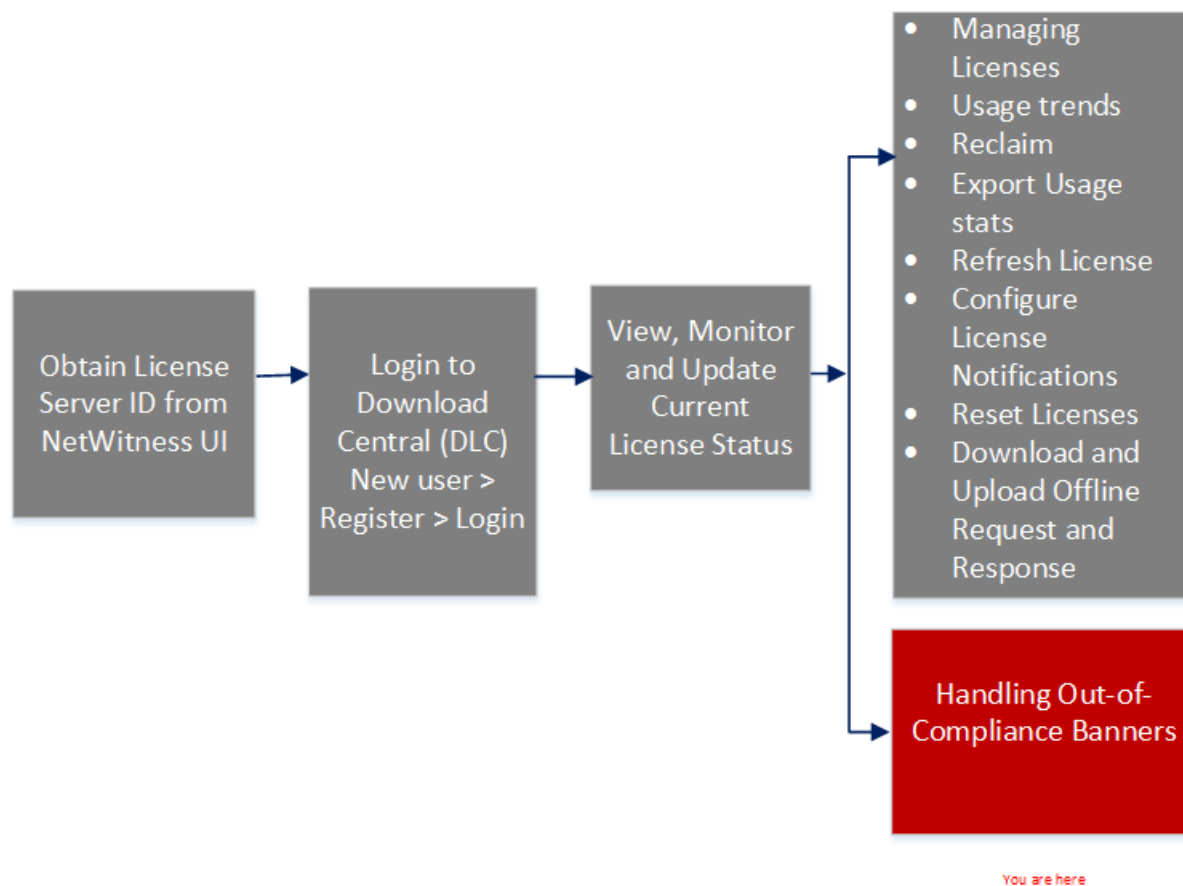 Obtain License
Server ID from
NetWitness UI
Login to
Download
Central (DLC)
New user >
Register > Login
View, Monitor
and Update
Current
License Status
• Managing
Licenses
• Usage trends
• Reclaim
• Export Usage
stats
• Refresh License
• Configure
License
Notifications
• Reset Licenses
• Download and
Upload Offline
Request and
Response
Handling Out-of-
Compliance Banners
You are here